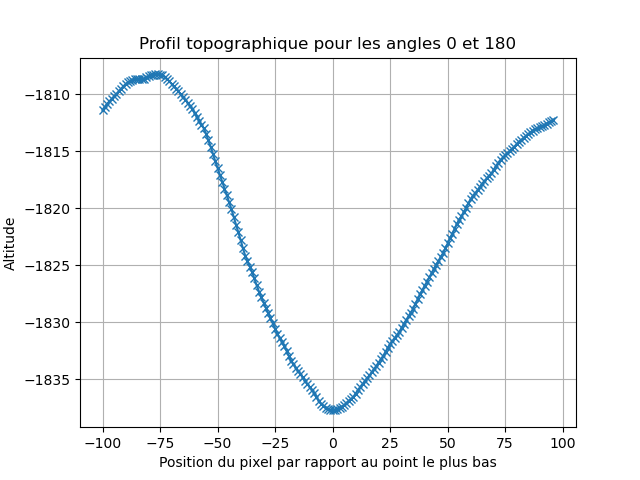 Profil topographique pour les angles 0 et 180
−1810
−1815
−1820
−1825
−1830
−1835
Altitude
−100 −75 −50 −25 0 25 50 75 100
Position du pixel par rapport au point le plus bas